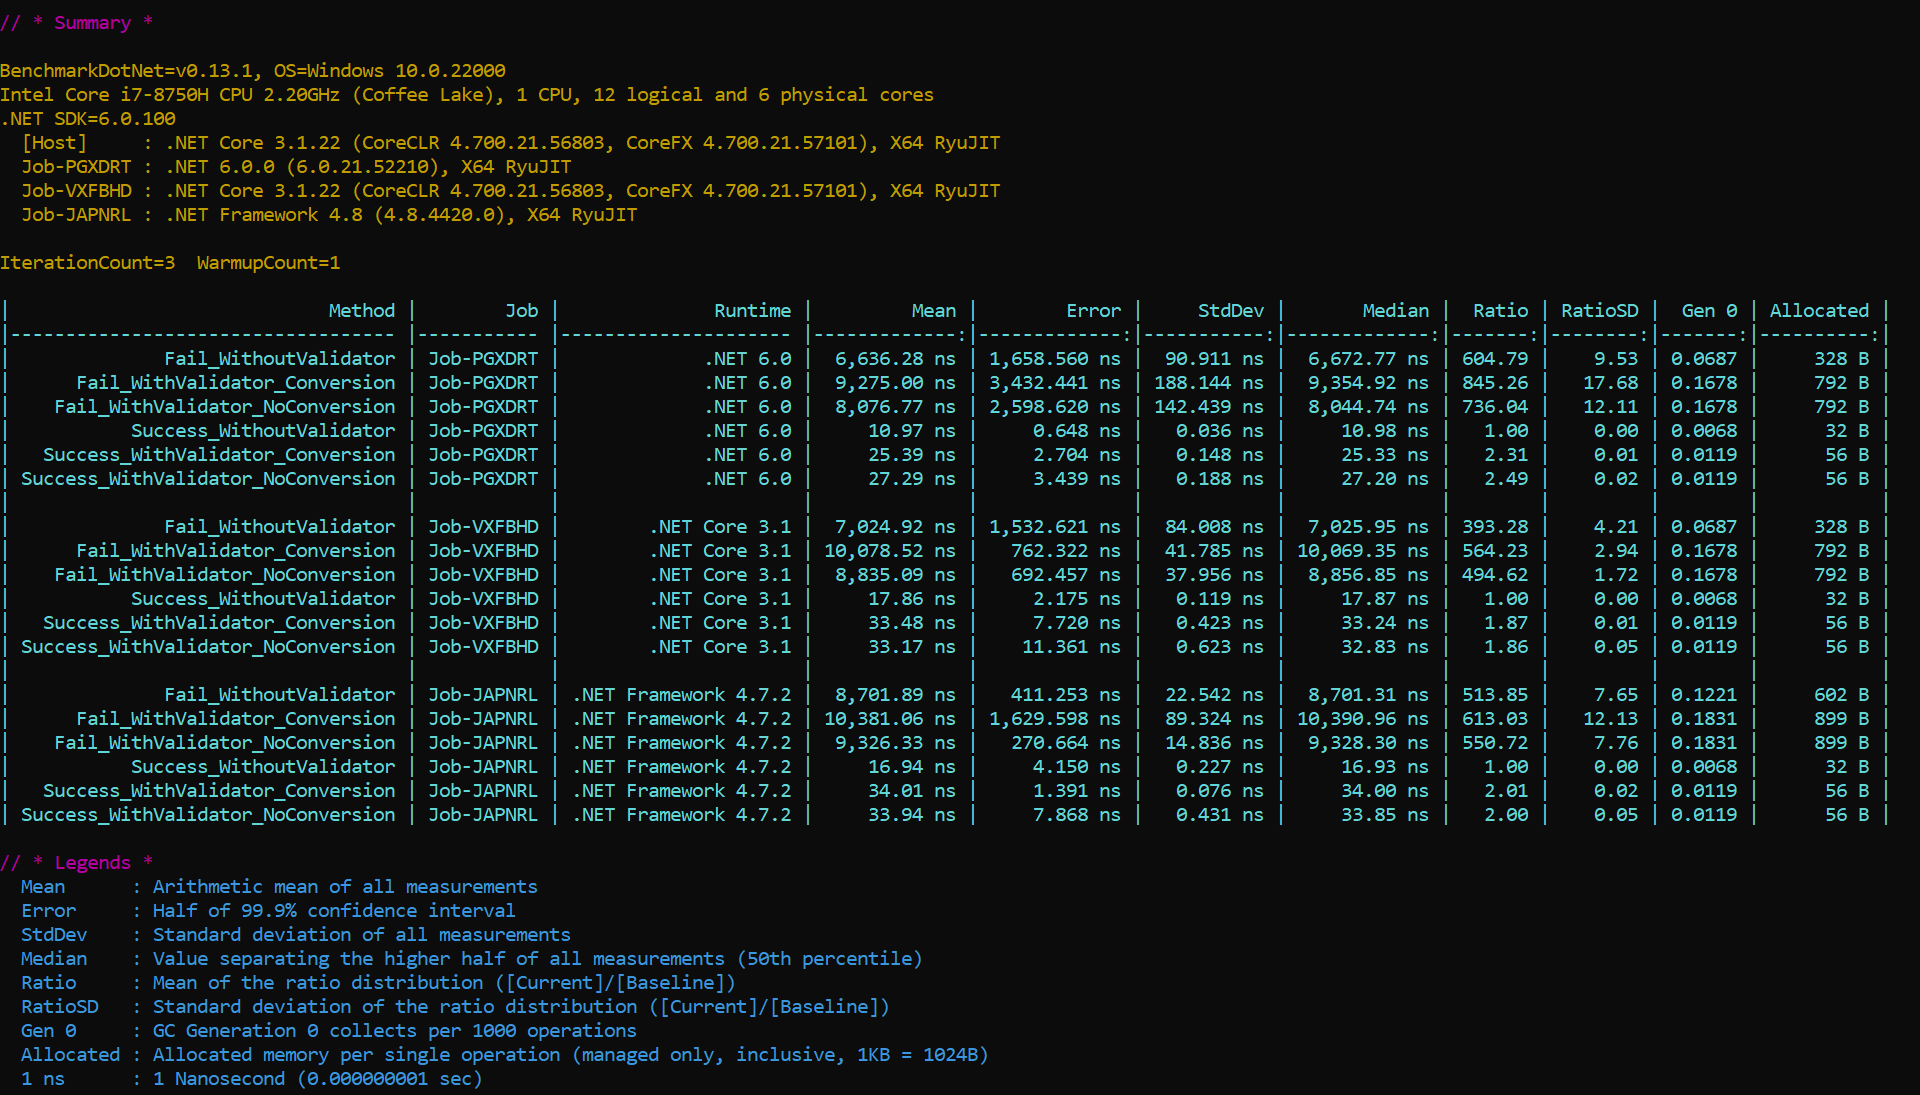 // * Summary *
BenchmarkDotNet=v0.13.1, OS=Windows 10.0.22000
Intel Core i7-8750H CPU 2.20GHz (Coffee Lake), 1 CPU, 12 logical and 6 physical cores
.NET SDK=6.0.100
  [Host]     : .NET Core 3.1.22 (CoreCLR 4.700.21.56803, CoreFX 4.700.21.57101), X64 RyuJIT
  Job-PGXDRT : .NET 6.0.0 (6.0.21.52210), X64 RyuJIT
  Job-VXFBHD : .NET Core 3.1.22 (CoreCLR 4.700.21.56803, CoreFX 4.700.21.57101), X64 RyuJIT
  Job-JAPNRL : .NET Framework 4.8 (4.8.4420.0), X64 RyuJIT
IterationCount=3  WarmupCount=1
| Method | Job | Runtime | Mean | Error | StdDev | Median | Ratio | RatioSD | Gen 0 | Allocated |
|----------------------------------- |----------- |--------------------- |-------------:|-------------:|-----------:|-------------:|-------:|--------:|-------:|----------:|
| Fail_WithoutValidator | Job-PGXDRT | .NET 6.0 | 6,636.28 ns | 1,658.560 ns | 90.911 ns | 6,672.77 ns | 604.79 | 9.53 | 0.0687 | 328 B |
| Fail_WithValidator_Conversion | Job-PGXDRT | .NET 6.0 | 9,275.00 ns | 3,432.441 ns | 188.144 ns | 9,354.92 ns | 845.26 | 17.68 | 0.1678 | 792 B |
| Fail_WithValidator_NoConversion | Job-PGXDRT | .NET 6.0 | 8,076.77 ns | 2,598.620 ns | 142.439 ns | 8,044.74 ns | 736.04 | 12.11 | 0.1678 | 792 B |
| Success_WithoutValidator | Job-PGXDRT | .NET 6.0 | 10.97 ns | 0.648 ns | 0.036 ns | 10.98 ns | 1.00 | 0.00 | 0.0068 | 32 B |
| Success_WithValidator_Conversion | Job-PGXDRT | .NET 6.0 | 25.39 ns | 2.704 ns | 0.148 ns | 25.33 ns | 2.31 | 0.01 | 0.0119 | 56 B |
| Success_WithValidator_NoConversion | Job-PGXDRT | .NET 6.0 | 27.29 ns | 3.439 ns | 0.188 ns | 27.20 ns | 2.49 | 0.02 | 0.0119 | 56 B |
| | | | | | | | | | | |
| Fail_WithoutValidator | Job-VXFBHD | .NET Core 3.1 | 7,024.92 ns | 1,532.621 ns | 84.008 ns | 7,025.95 ns | 393.28 | 4.21 | 0.0687 | 328 B |
| Fail_WithValidator_Conversion | Job-VXFBHD | .NET Core 3.1 | 10,078.52 ns | 762.322 ns | 41.785 ns | 10,069.35 ns | 564.23 | 2.94 | 0.1678 | 792 B |
| Fail_WithValidator_NoConversion | Job-VXFBHD | .NET Core 3.1 | 8,835.09 ns | 692.457 ns | 37.956 ns | 8,856.85 ns | 494.62 | 1.72 | 0.1678 | 792 B |
| Success_WithoutValidator | Job-VXFBHD | .NET Core 3.1 | 17.86 ns | 2.175 ns | 0.119 ns | 17.87 ns | 1.00 | 0.00 | 0.0068 | 32 B |
| Success_WithValidator_Conversion | Job-VXFBHD | .NET Core 3.1 | 33.48 ns | 7.720 ns | 0.423 ns | 33.24 ns | 1.87 | 0.01 | 0.0119 | 56 B |
| Success_WithValidator_NoConversion | Job-VXFBHD | .NET Core 3.1 | 33.17 ns | 11.361 ns | 0.623 ns | 32.83 ns | 1.86 | 0.05 | 0.0119 | 56 B |
| | | | | | | | | | | |
| Fail_WithoutValidator | Job-JAPNRL | .NET Framework 4.7.2 | 8,701.89 ns | 411.253 ns | 22.542 ns | 8,701.31 ns | 513.85 | 7.65 | 0.1221 | 602 B |
| Fail_WithValidator_Conversion | Job-JAPNRL | .NET Framework 4.7.2 | 10,381.06 ns | 1,629.598 ns | 89.324 ns | 10,390.96 ns | 613.03 | 12.13 | 0.1831 | 899 B |
| Fail_WithValidator_NoConversion | Job-JAPNRL | .NET Framework 4.7.2 | 9,326.33 ns | 270.664 ns | 14.836 ns | 9,328.30 ns | 550.72 | 7.76 | 0.1831 | 899 B |
| Success_WithoutValidator | Job-JAPNRL | .NET Framework 4.7.2 | 16.94 ns | 4.150 ns | 0.227 ns | 16.93 ns | 1.00 | 0.00 | 0.0068 | 32 B |
| Success_WithValidator_Conversion | Job-JAPNRL | .NET Framework 4.7.2 | 34.01 ns | 1.391 ns | 0.076 ns | 34.00 ns | 2.01 | 0.02 | 0.0119 | 56 B |
| Success_WithValidator_NoConversion | Job-JAPNRL | .NET Framework 4.7.2 | 33.94 ns | 7.868 ns | 0.431 ns | 33.85 ns | 2.00 | 0.05 | 0.0119 | 56 B |
// * Legends *
  Mean      : Arithmetic mean of all measurements
  Error     : Half of 99.9% confidence interval
  StdDev    : Standard deviation of all measurements
  Median    : Value separating the higher half of all measurements (50th percentile)
  Ratio     : Mean of the ratio distribution ([Current]/[Baseline])
  RatioSD   : Standard deviation of the ratio distribution ([Current]/[Baseline])
  Gen 0     : GC Generation 0 collects per 1000 operations
  Allocated : Allocated memory per single operation (managed only, inclusive, 1KB = 1024B)
  1 ns      : 1 Nanosecond (0.000000001 sec)